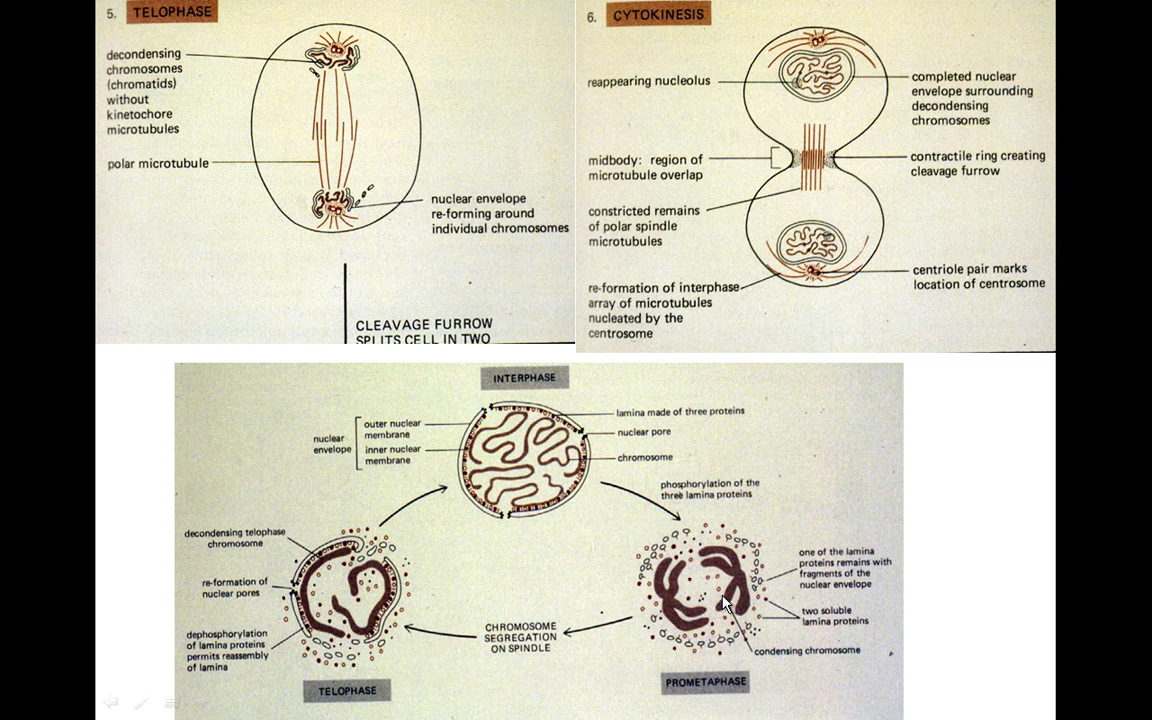 5. TELOPHASE
decondensing
chromosomes
(chromatids)
without
kinetochore
microtubules
polar microtubule
nuclear envelope
re-forming around
individual chromosomes
CLEAVAGE FURROW
SPLITS CELL IN TWO
6. CYTOKINESIS
reappearing nucleolus
completed nuclear
envelope surrounding
decondensing
chromosomes
midbody: region of
microtubule overlap
contractile ring creating
cleavage furrow
constricted remains
of polar spindle
microtubules
re-formation of interphase
array of microtubules
nucleated by the
centrosome
centriole pair marks
location of centrosome
INTERPHASE
nuclear
envelope
outer nuclear
membrane
inner nuclear
membrane
lamina made of three proteins
nuclear pore
chromosome
phosphorylation of the
three lamina proteins
decondensing telophase
chromosome
re-formation of
nuclear pores
dephosphorylation
of lamina proteins
permits reassembly
of lamina
TELOPHASE
CHROMOSOME
SEGREGATION
ON SPINDLE
one of the lamina
proteins remains with
fragments of the
nuclear envelope
two soluble
lamina proteins
condensing chromosome
PROMETAPHASE